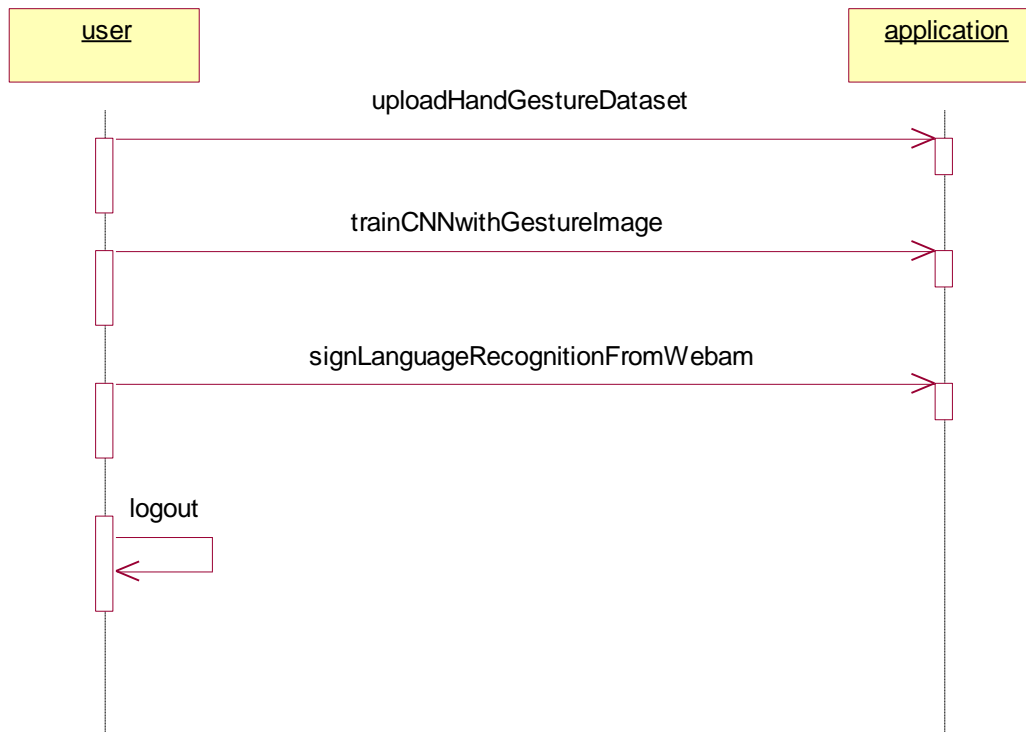 user
application
uploadHandGestureDataset
trainCNNwithGestureImage
signLanguageRecognitionFromWebam
logout